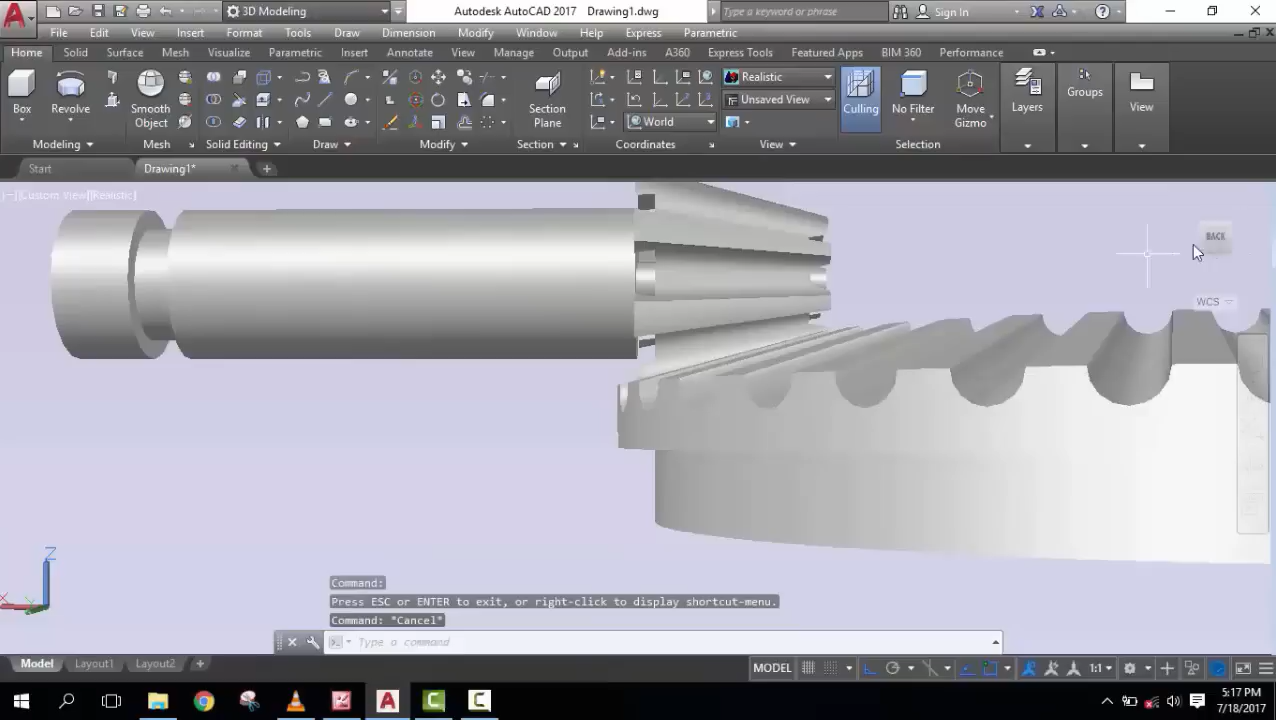 3D Modeling
Autodesk AutoCAD 2017 Drawing1.dwg
Type a keyword or phrase
Sign In
File Edit View Insert Format Tools Draw Dimension Modify Window Help Express Parametric
Home Solid Surface Mesh Visualize Parametric Insert Annotate View Manage Output Add-ins A360 Express Tools Featured Apps BIM 360 Performance
Realistic
Unsaved View
World
Box
Revolve
Smooth
Object
Section
Plane
Culling
No Filter
Move
Gizmo
Layers
Groups
View
Modeling
Mesh
Solid Editing
Draw
Modify
Section
Coordinates
View
Selection
Start
Drawing1*
[−][Custom View][Realistic]
BACK
WCS
Z
X
Y
Command:
Press ESC or ENTER to exit, or right-click to display shortcut-menu.
Command: *Cancel*
Type a command
Model Layout1 Layout2
MODEL
1:1
5:17 PM
7/18/2017